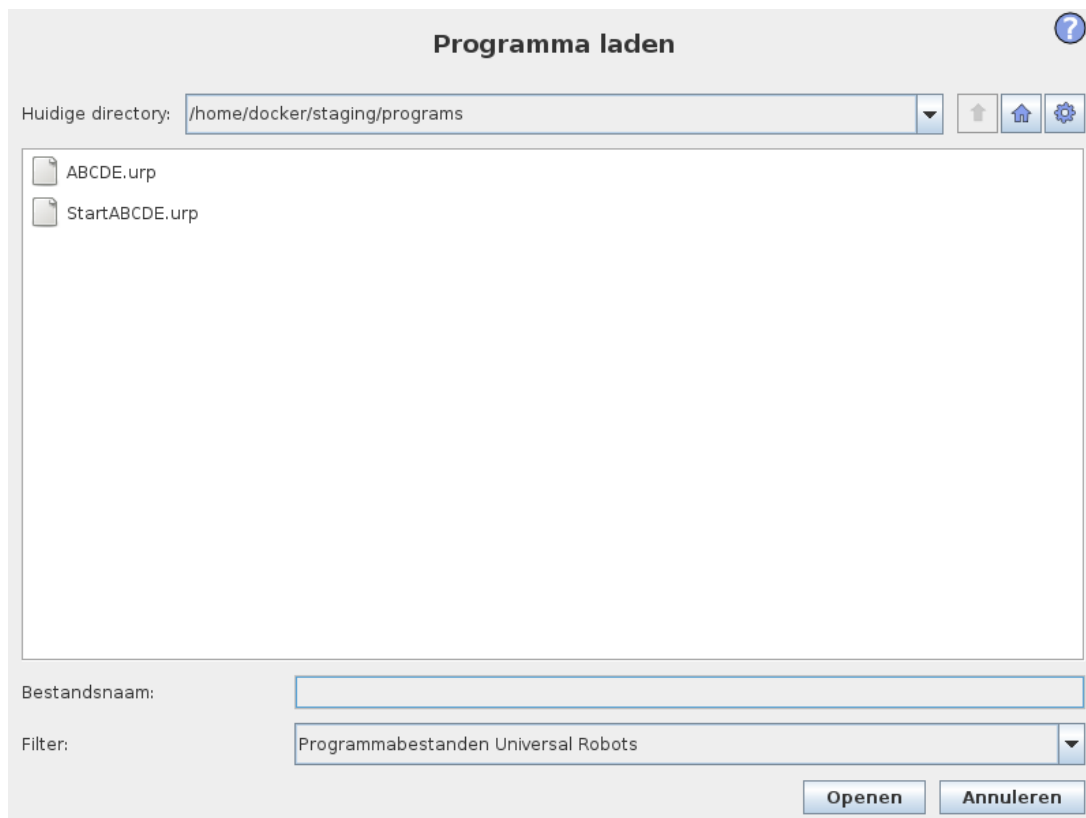 Programma laden
?
Huidige directory: /home/docker/staging/programs
ABCDE.urp
StartABCDE.urp
Bestandsnaam:
Filter: Programmabestanden Universal Robots
Openen Annuleren